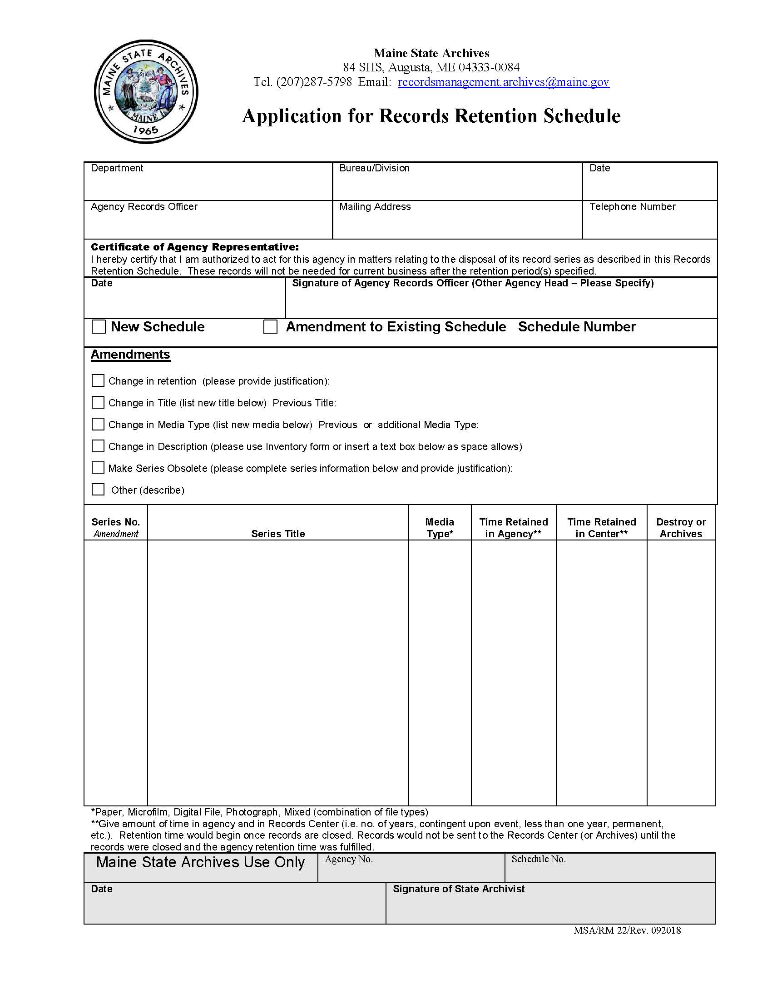 MAINE STATE ARCHIVES
DIRIGO
MAINE
1965
Maine State Archives
84 SHS, Augusta, ME 04333-0084
Tel. (207)287-5798 Email: recordsmanagement.archives@maine.gov
Application for Records Retention Schedule
Department Bureau/Division Date
Agency Records Officer Mailing Address Telephone Number
Certificate of Agency Representative:
I hereby certify that I am authorized to act for this agency in matters relating to the disposal of its record series as described in this Records
Retention Schedule. These records will not be needed for current business after the retention period(s) specified.
Date Signature of Agency Records Officer (Other Agency Head – Please Specify)
New Schedule Amendment to Existing Schedule Schedule Number
Amendments
Change in retention (please provide justification):
Change in Title (list new title below) Previous Title:
Change in Media Type (list new media below) Previous or additional Media Type:
Change in Description (please use Inventory form or insert a text box below as space allows)
Make Series Obsolete (please complete series information below and provide justification):
Other (describe)
Series No. Media Time Retained Time Retained Destroy or
Amendment Series Title Type* in Agency** in Center** Archives
*Paper, Microfilm, Digital File, Photograph, Mixed (combination of file types)
**Give amount of time in agency and in Records Center (i.e. no. of years, contingent upon event, less than one year, permanent,
etc.). Retention time would begin once records are closed. Records would not be sent to the Records Center (or Archives) until the
records were closed and the agency retention time was fulfilled.
Maine State Archives Use Only Agency No. Schedule No.
Date Signature of State Archivist
MSA/RM 22/Rev. 092018